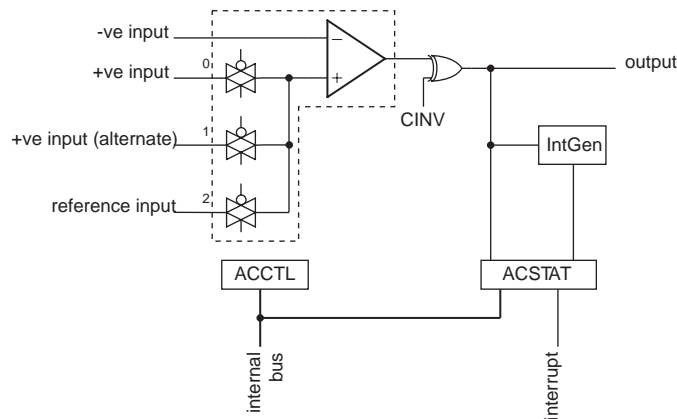 -ve input
+ve input
0
output
CINV
+ve input (alternate)
1
IntGen
reference input
2
ACCTL
ACSTAT
internal
bus
interrupt